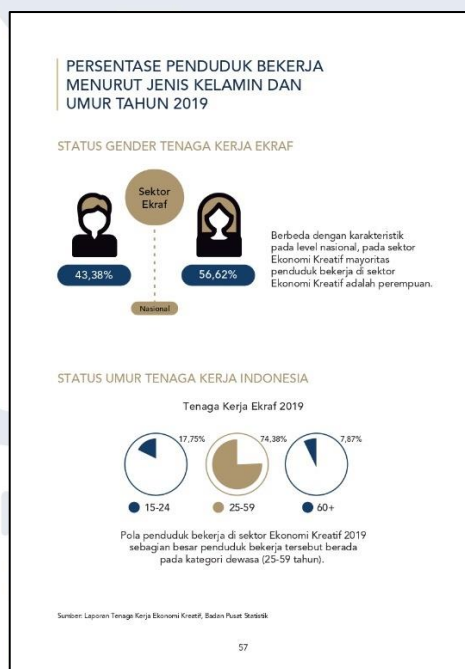 PERSENTASE PENDUDUK BEKERJA
MENURUT JENIS KELAMIN DAN
UMUR TAHUN 2019
STATUS GENDER TENAGA KERJA EKRAF
Sektor
Ekraf
43,38%
56,62%
Nasional
Berbeda dengan karakteristik
pada level nasional, pada sektor
Ekonomi Kreatif mayoritas
penduduk bekerja di sektor
Ekonomi Kreatif adalah perempuan.
STATUS UMUR TENAGA KERJA INDONESIA
Tenaga Kerja Ekraf 2019
17,75%
74,38%
7,87%
15-24
25-59
60+
Pola penduduk bekerja di sektor Ekonomi Kreatif 2019
sebagian besar penduduk bekerja tersebut berada
pada kategori dewasa (25-59 tahun).
Sumber: Laporan Tenaga Kerja Ekonomi Kreatif, Badan Pusat Statistik
57